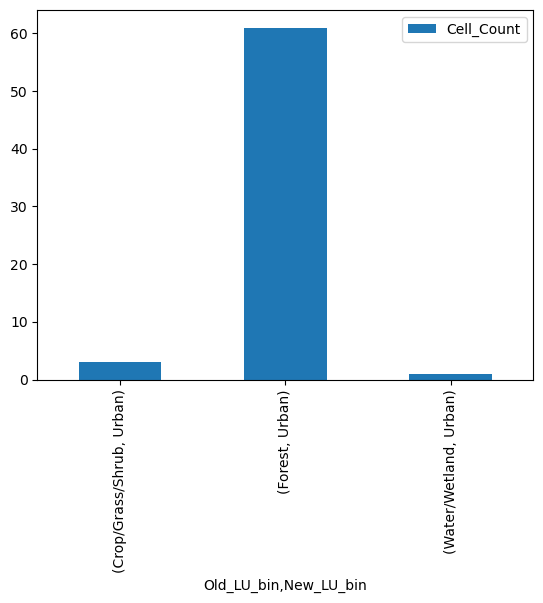 Cell_Count
60
50
40
30
20
10
0
(Crop/Grass/Shrub, Urban)
(Forest, Urban)
(Water/Wetland, Urban)
Old_LU_bin,New_LU_bin